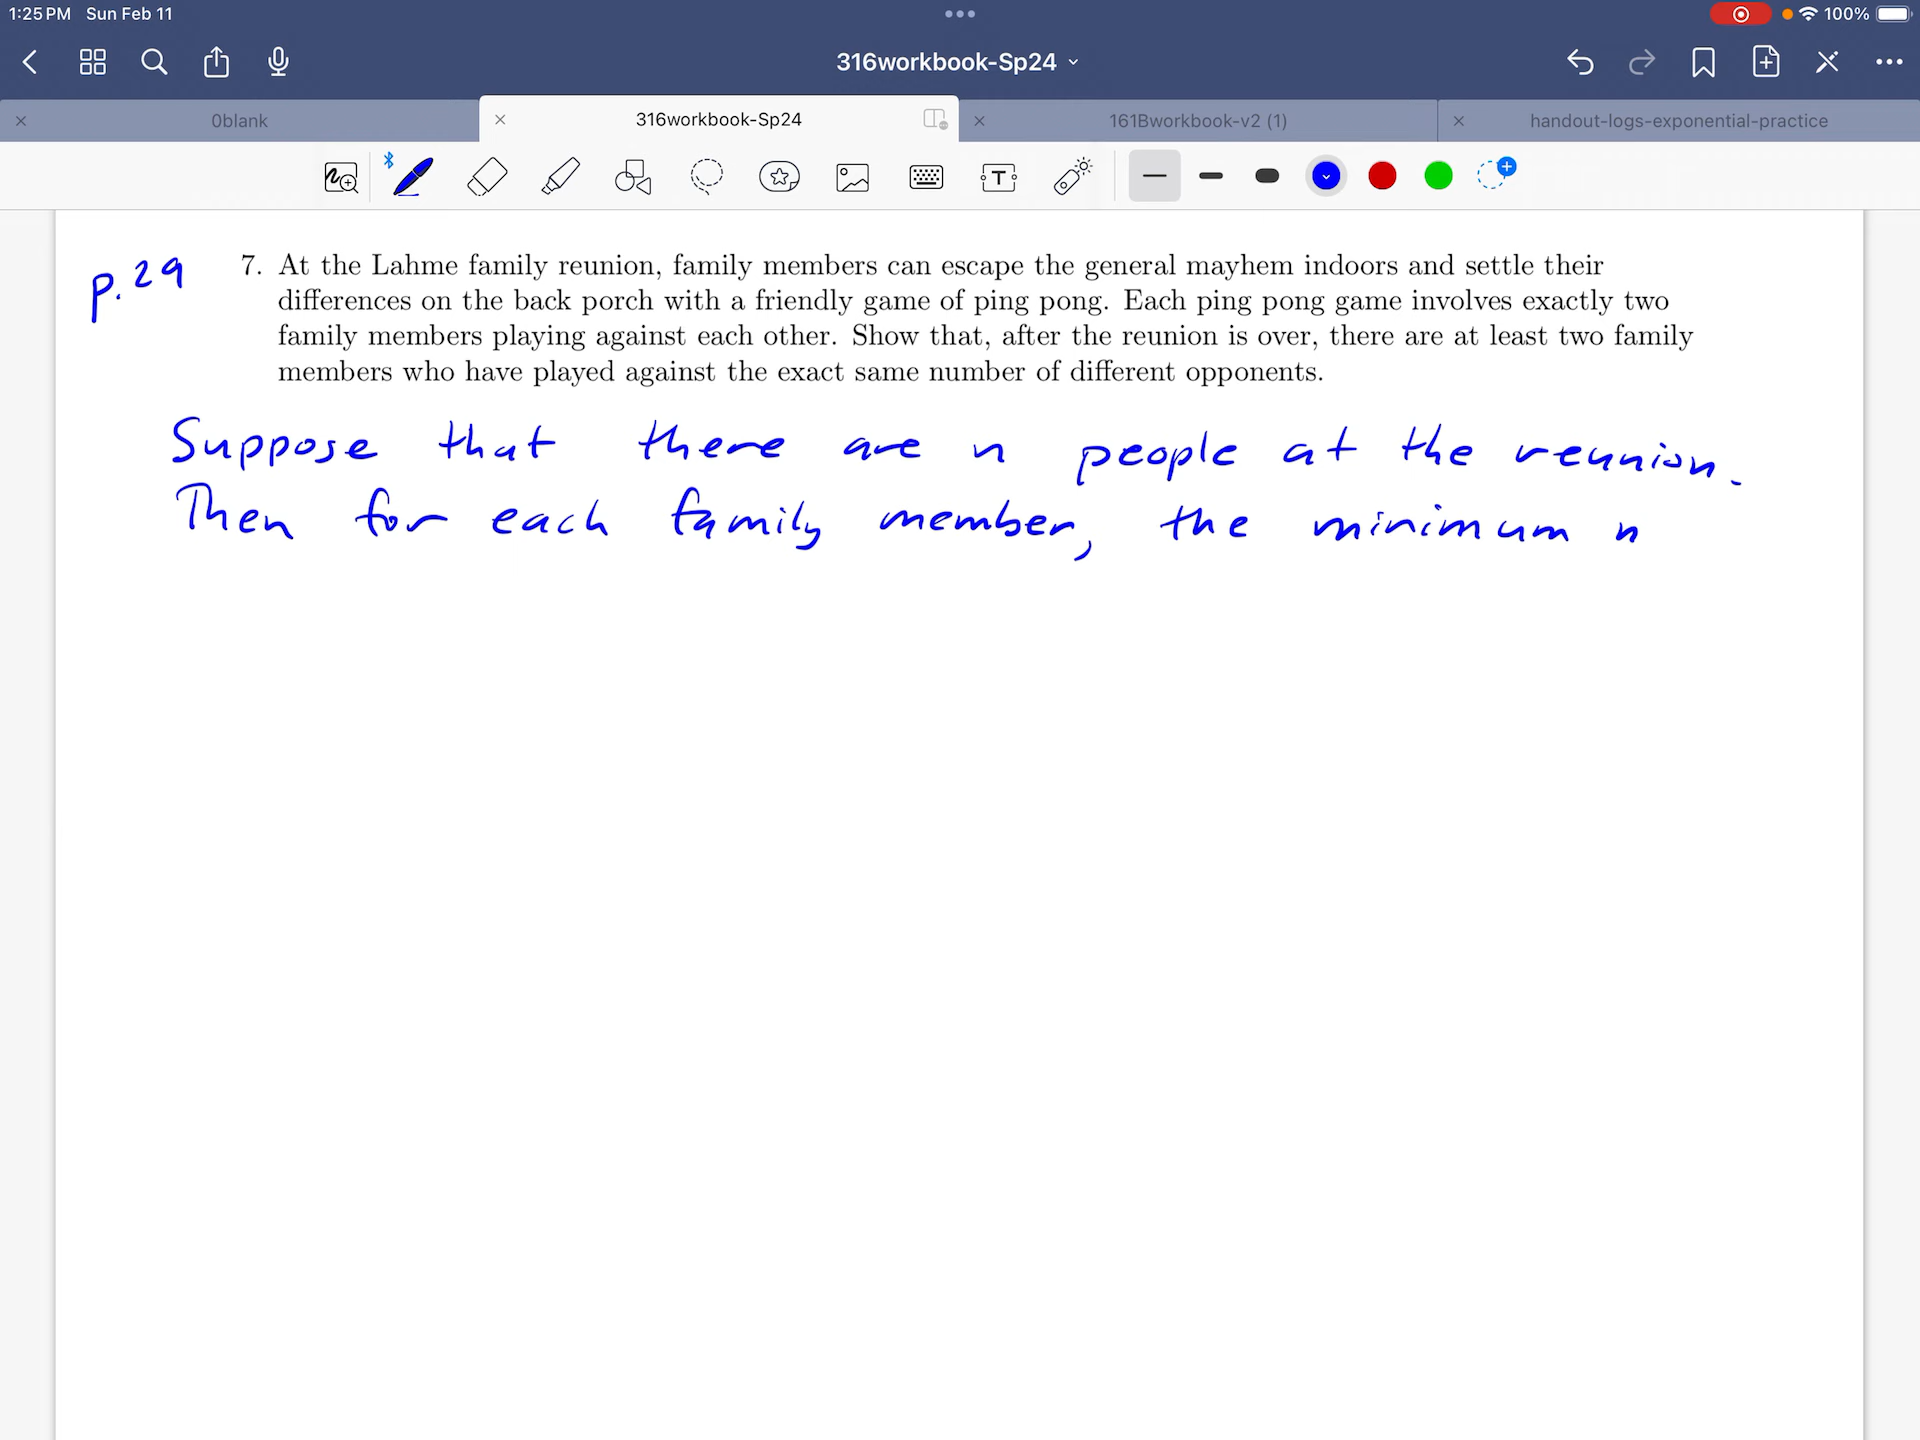 1:25 PM Sun Feb 11
100%
316workbook-Sp24
0blank
316workbook-Sp24
161Bworkbook-v2 (1)
handout-logs-exponential-practice
p.29
7. At the Lahme family reunion, family members can escape the general mayhem indoors and settle their
differences on the back porch with a friendly game of ping pong. Each ping pong game involves exactly two
family members playing against each other. Show that, after the reunion is over, there are at least two family
members who have played against the exact same number of different opponents.
Suppose that there are n people at the reunion.
Then for each family member, the minimum n